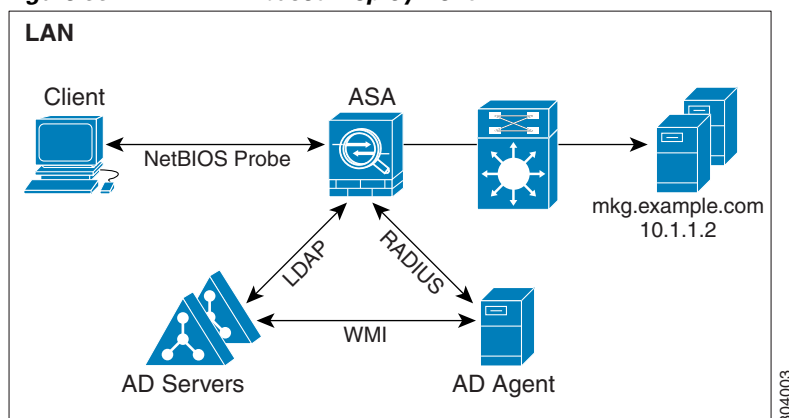 LAN
Client
ASA
NetBIOS Probe
mkg.example.com
10.1.1.2
LDAP
RADIUS
WMI
AD Servers
AD Agent
304003